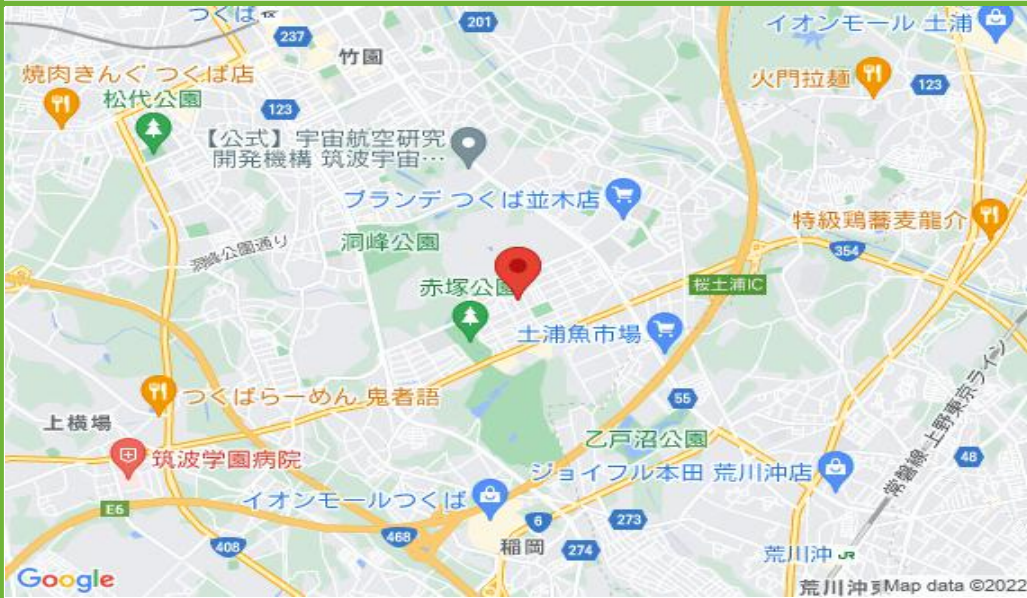 つくば
桜
201
イオンモール 土浦
237
竹園
焼肉きんぐ つくば店
火門拉麺
松代公園
123
123
【公式】宇宙航空研究
開発機構 筑波宇宙…
ブランデ つくば並木店
特級鶏蕎麦龍介
洞峰公園
洞峰公園通り
354
赤塚公園
桜土浦IC
土浦魚市場
常磐線-上野東京ライン
つくばらーめん 鬼者語
55
上横場
乙戸沼公園
筑波学園病院
ジョイフル本田 荒川沖店
48
イオンモールつくば
E6
6
273
468
408
稲岡
274
荒川沖 JR
Google
荒川沖東
Map data ©2022